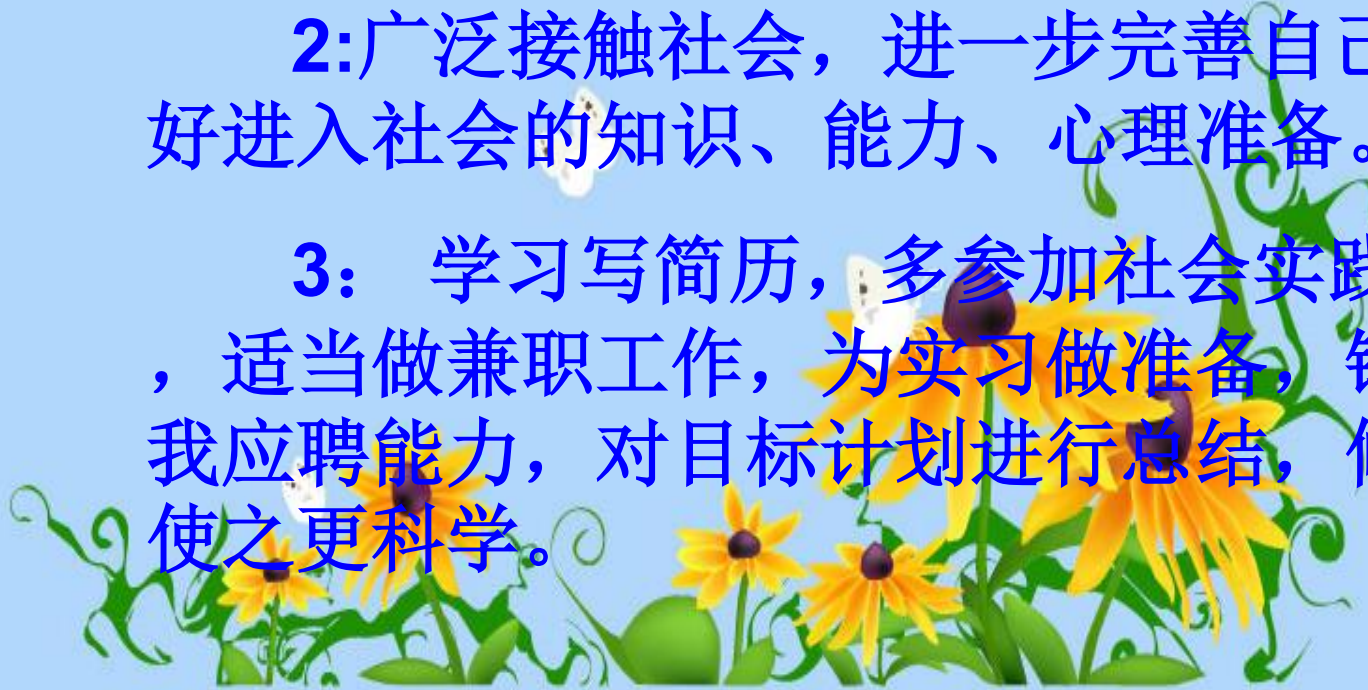 2:广泛接触社会，进一步完善自己
好进入社会的知识、能力、心理准备。
3： 学习写简历，多参加社会实践
，适当做兼职工作，为实习做准备，
我应聘能力，对目标计划进行总结，
使之更科学。